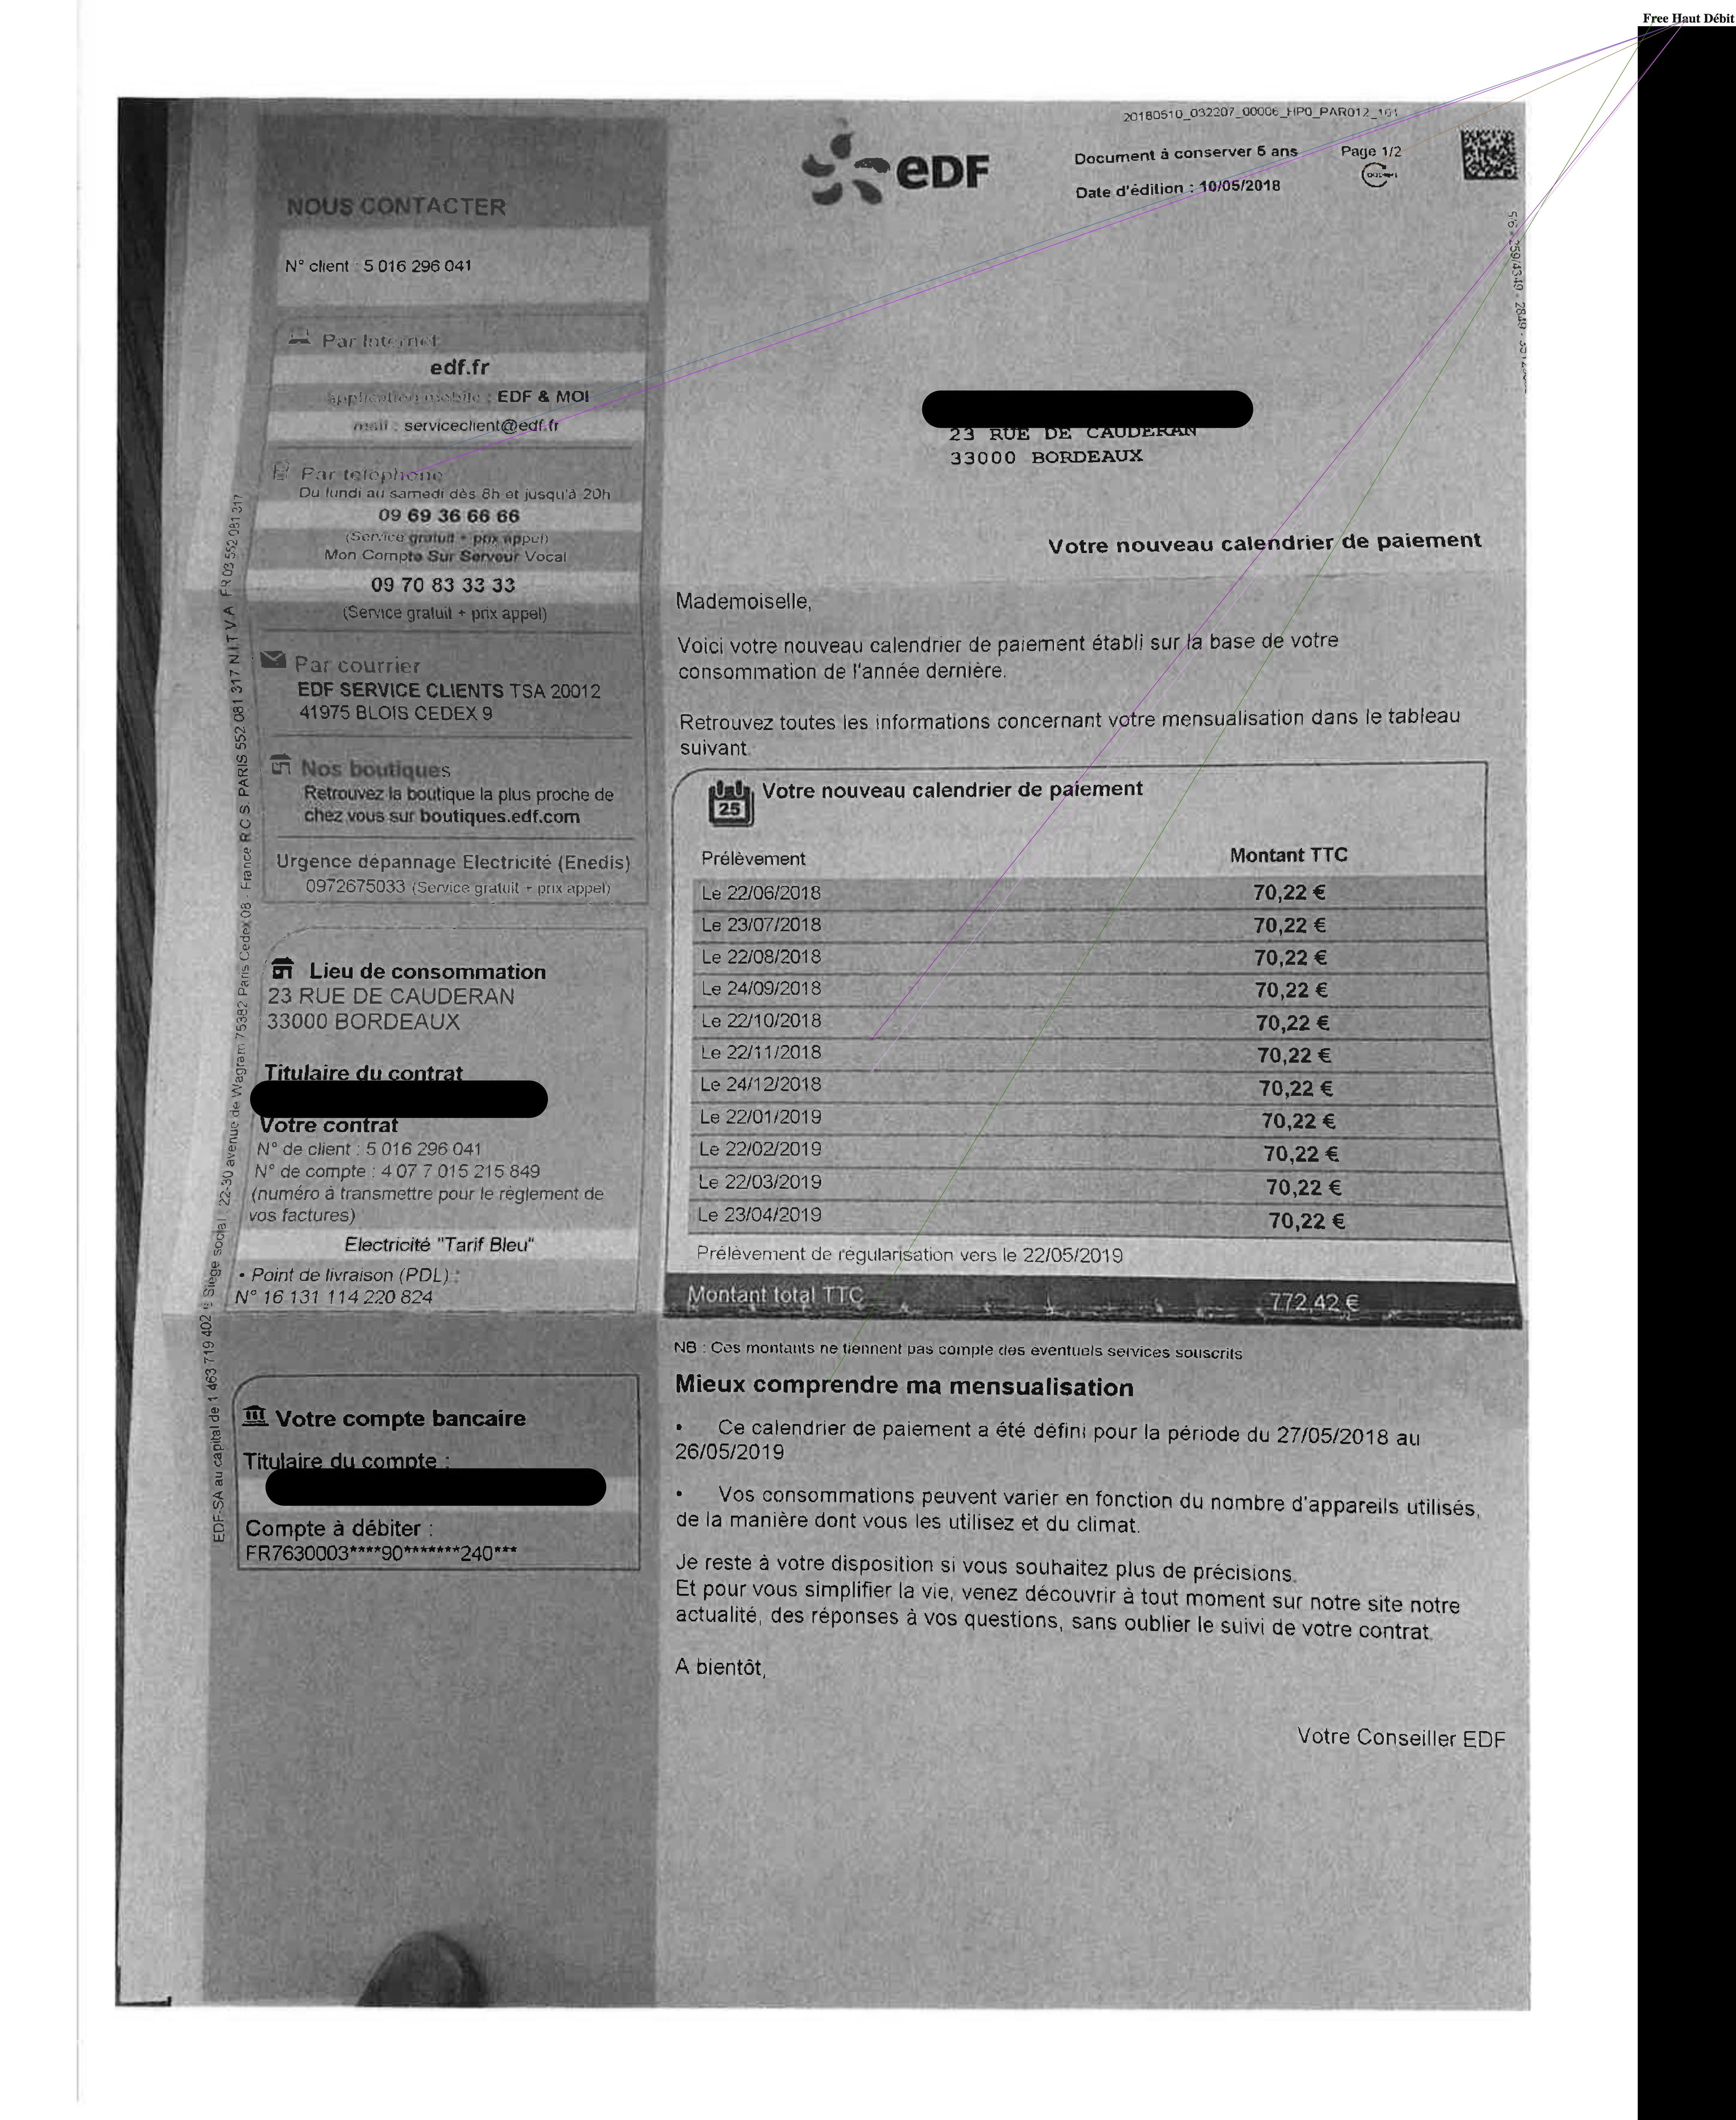 Free Haut Débit
20180510_032207_00006_HP0_PAR012_101
eDF
Document à conserver 5 ans
Page 1/2
Date d'édition : 10/05/2018
NOUS CONTACTER
N° client : 5 016 296 041
Par Internet
edf.fr
application mobile : EDF & MOI
mail : serviceclient@edf.fr
Par téléphone
Du lundi au samedi dès 8h et jusqu'à 20h
09 69 36 66 66
(Service gratuit + prix appel)
Mon Compte Sur Serveur Vocal
09 70 83 33 33
(Service gratuit + prix appel)
Par courrier
EDF SERVICE CLIENTS TSA 20012
41975 BLOIS CEDEX 9
Nos boutiques
Retrouvez la boutique la plus proche de
chez vous sur boutiques.edf.com
Urgence dépannage Electricité (Enedis)
0972675033 (Service gratuit + prix appel)
Lieu de consommation
23 RUE DE CAUDERAN
33000 BORDEAUX
Titulaire du contrat
Votre contrat
N° de client : 5 016 296 041
N° de compte : 4 07 7 015 215 849
(numéro à transmettre pour le règlement de
vos factures)
Electricité "Tarif Bleu"
• Point de livraison (PDL) :
N° 16 131 114 220 824
Votre compte bancaire
Titulaire du compte :
Compte à débiter :
FR7630003****90*******240***
EDF-SA au capital de 1 463 719 402 € Siège social 22-30 avenue de Wagram 75382 Paris Cedex 08 - France R.C.S. PARIS 552 081 317 N.I.T.V.A FR 03 552 081 317
23 RUE DE CAUDERAN
33000 BORDEAUX
Votre nouveau calendrier de paiement
Mademoiselle,
Voici votre nouveau calendrier de paiement établi sur la base de votre
consommation de l'année dernière.
Retrouvez toutes les informations concernant votre mensualisation dans le tableau
suivant.
25
Votre nouveau calendrier de paiement
Prélèvement Montant TTC
Le 22/06/2018 70,22 €
Le 23/07/2018 70,22 €
Le 22/08/2018 70,22 €
Le 24/09/2018 70,22 €
Le 22/10/2018 70,22 €
Le 22/11/2018 70,22 €
Le 24/12/2018 70,22 €
Le 22/01/2019 70,22 €
Le 22/02/2019 70,22 €
Le 22/03/2019 70,22 €
Le 23/04/2019 70,22 €
Prélèvement de régularisation vers le 22/05/2019
Montant total TTC 772,42 €
NB : Ces montants ne tiennent pas compte des éventuels services souscrits
Mieux comprendre ma mensualisation
• Ce calendrier de paiement a été défini pour la période du 27/05/2018 au
26/05/2019
• Vos consommations peuvent varier en fonction du nombre d'appareils utilisés,
de la manière dont vous les utilisez et du climat.
Je reste à votre disposition si vous souhaitez plus de précisions.
Et pour vous simplifier la vie, venez découvrir à tout moment sur notre site notre
actualité, des réponses à vos questions, sans oublier le suivi de votre contrat.
A bientôt,
Votre Conseiller EDF